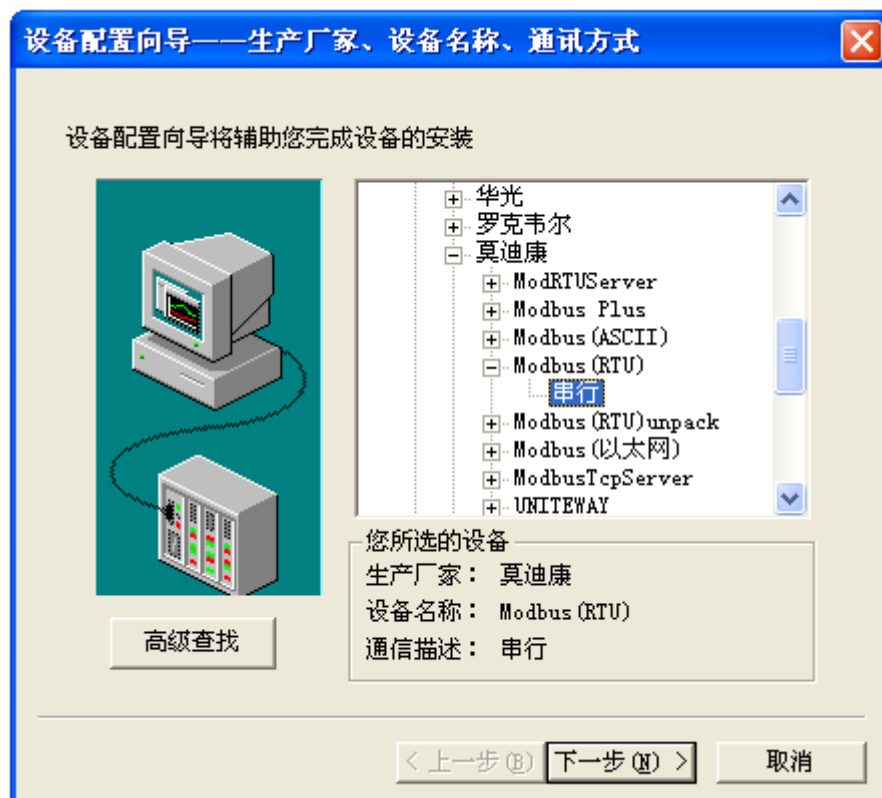 设备配置向导——生产厂家、设备名称、通讯方式
设备配置向导将辅助您完成设备的安装
华光
罗克韦尔
莫迪康
ModRTUServer
Modbus Plus
Modbus(ASCII)
Modbus(RTU)
串行
Modbus(RTU)unpack
Modbus(以太网)
ModbusTcpServer
UNITEWAY
您所选的设备
生产厂家： 莫迪康
设备名称： Modbus(RTU)
通信描述： 串行
高级查找
< 上一步(B)
下一步(N) >
取消